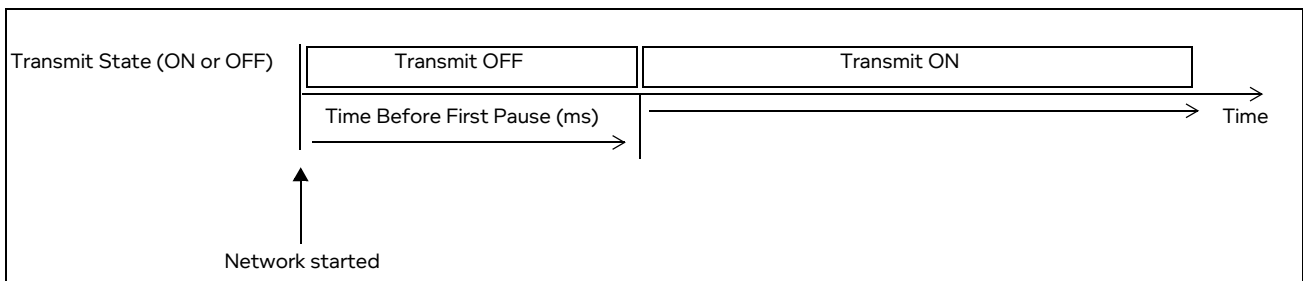 Transmit State (ON or OFF) Transmit OFF Transmit ON
Time Before First Pause (ms) Time
Network started